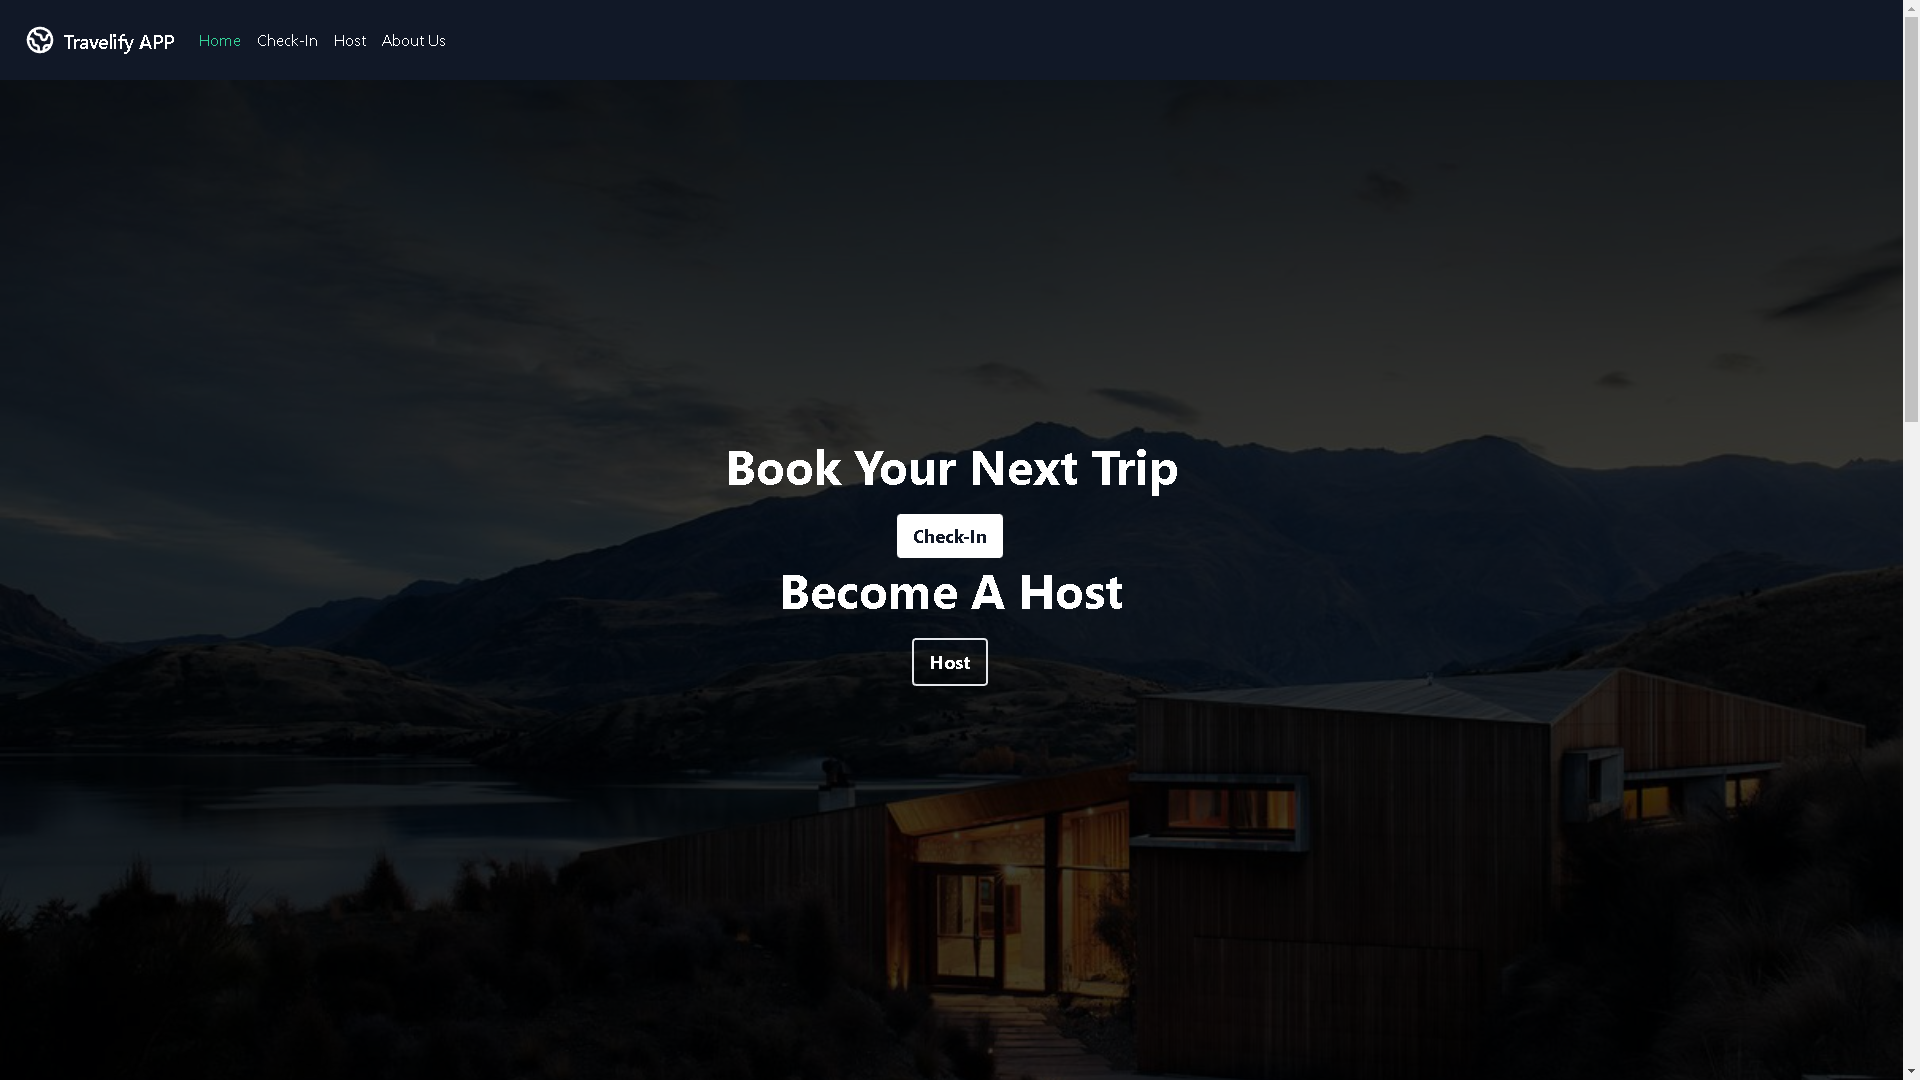 Travelify APP
Home
Check-In
Host
About Us
Book Your Next Trip
Check-In
Become A Host
Host